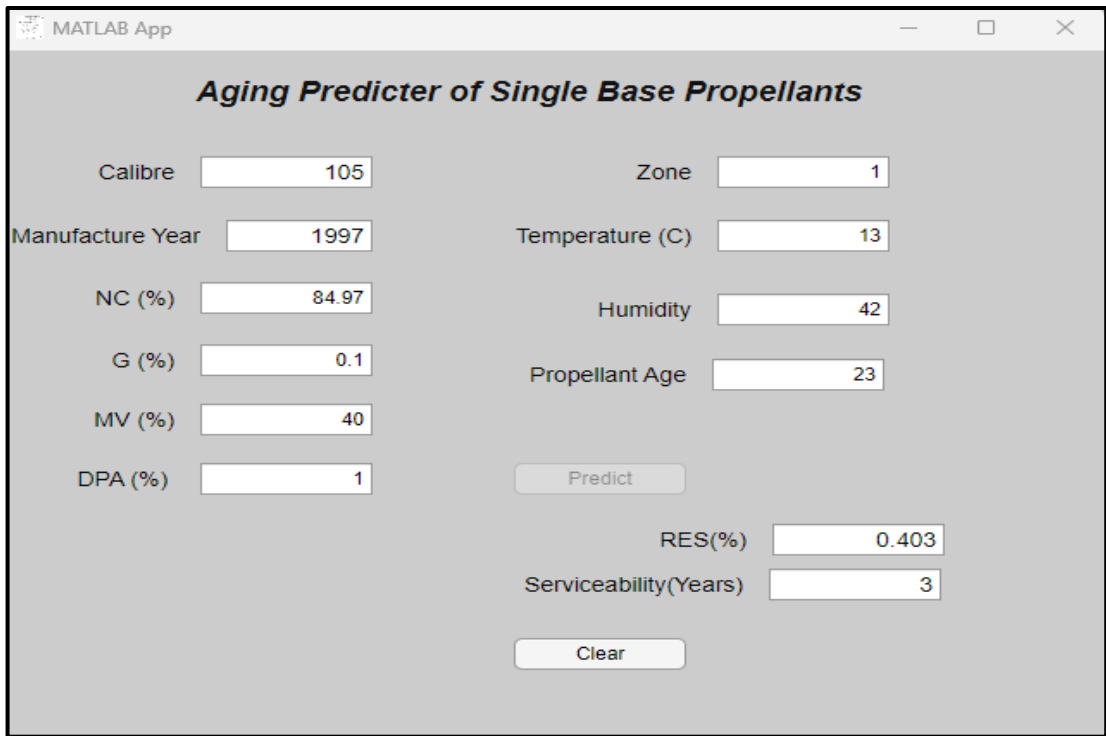 MATLAB App
Aging Predicter of Single Base Propellants
Calibre 105
Zone 1
Manufacture Year 1997
Temperature (C) 13
NC (%) 84.97
Humidity 42
G (%) 0.1
Propellant Age 23
MV (%) 40
DPA (%) 1
Predict
RES(%) 0.403
Serviceability(Years) 3
Clear